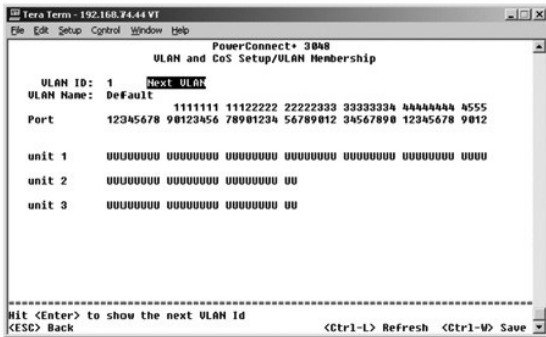 Tera Term - 192.168.74.44 VT
File Edit Setup Control Window Help
PowerConnect+ 3048
VLAN and CoS Setup/VLAN Membership
VLAN ID: 1 Next VLAN
VLAN Name: Default
1111111 11122222 22222333 33333334 44444444 4555
Port 12345678 90123456 78901234 56789012 34567890 12345678 9012
unit 1 UUUUUUUU UUUUUUUU UUUUUUUU UUUUUUUU UUUUUUUU UUUUUUUU UUUU
unit 2 UUUUUUUU UUUUUUUU UUUUUUUU UU
unit 3 UUUUUUUU UUUUUUUU UUUUUUUU UU
Hit <Enter> to show the next VLAN Id
<ESC> Back <Ctrl-L> Refresh <Ctrl-W> Save